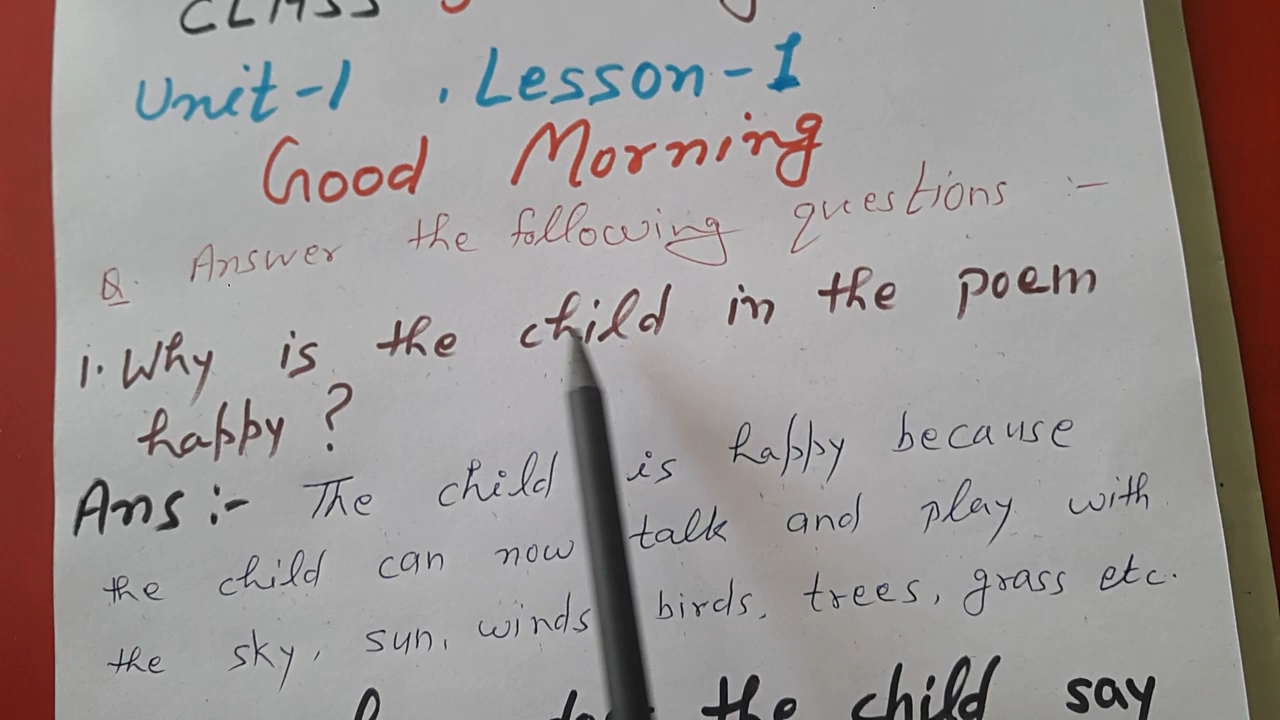 CLASS
Unit-1 . Lesson-1
Good Morning
Q. Answer the following questions :-
1. Why is the child in the poem
happy ?
Ans :- The child is happy because
the child can now talk and play with
the sky, sun, winds birds, trees, grass etc.
the child say